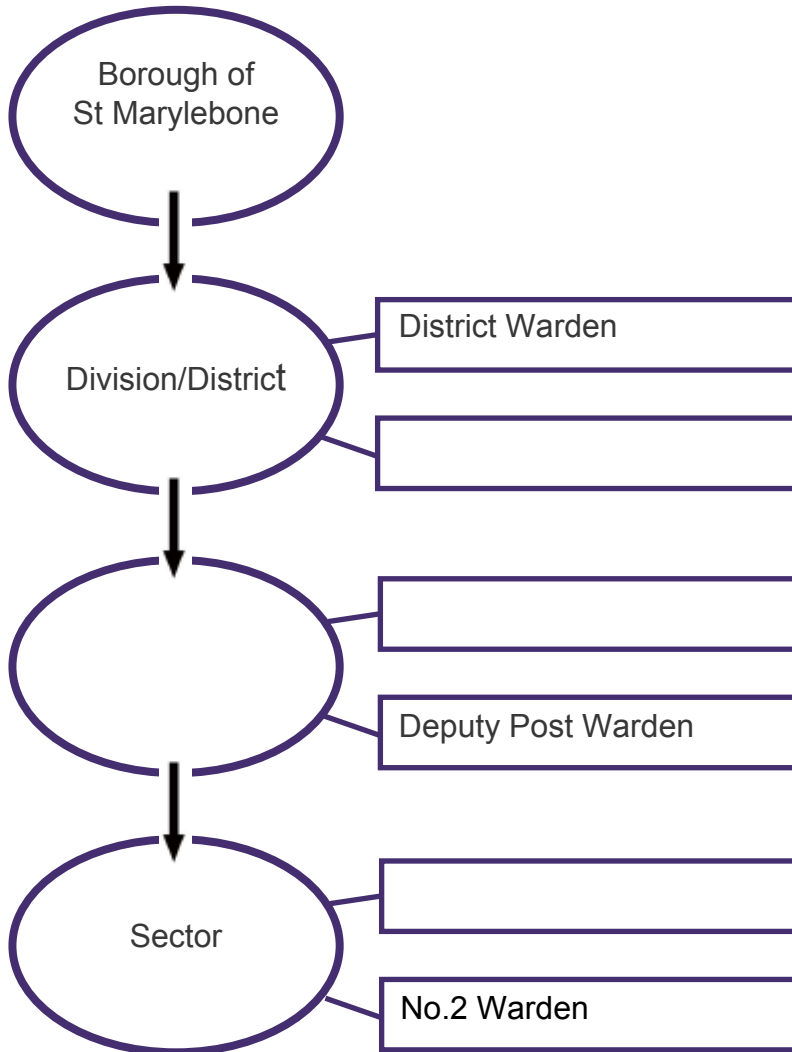 Borough of
St Marylebone
District Warden
Division/District
Deputy Post Warden
Sector
No.2 Warden